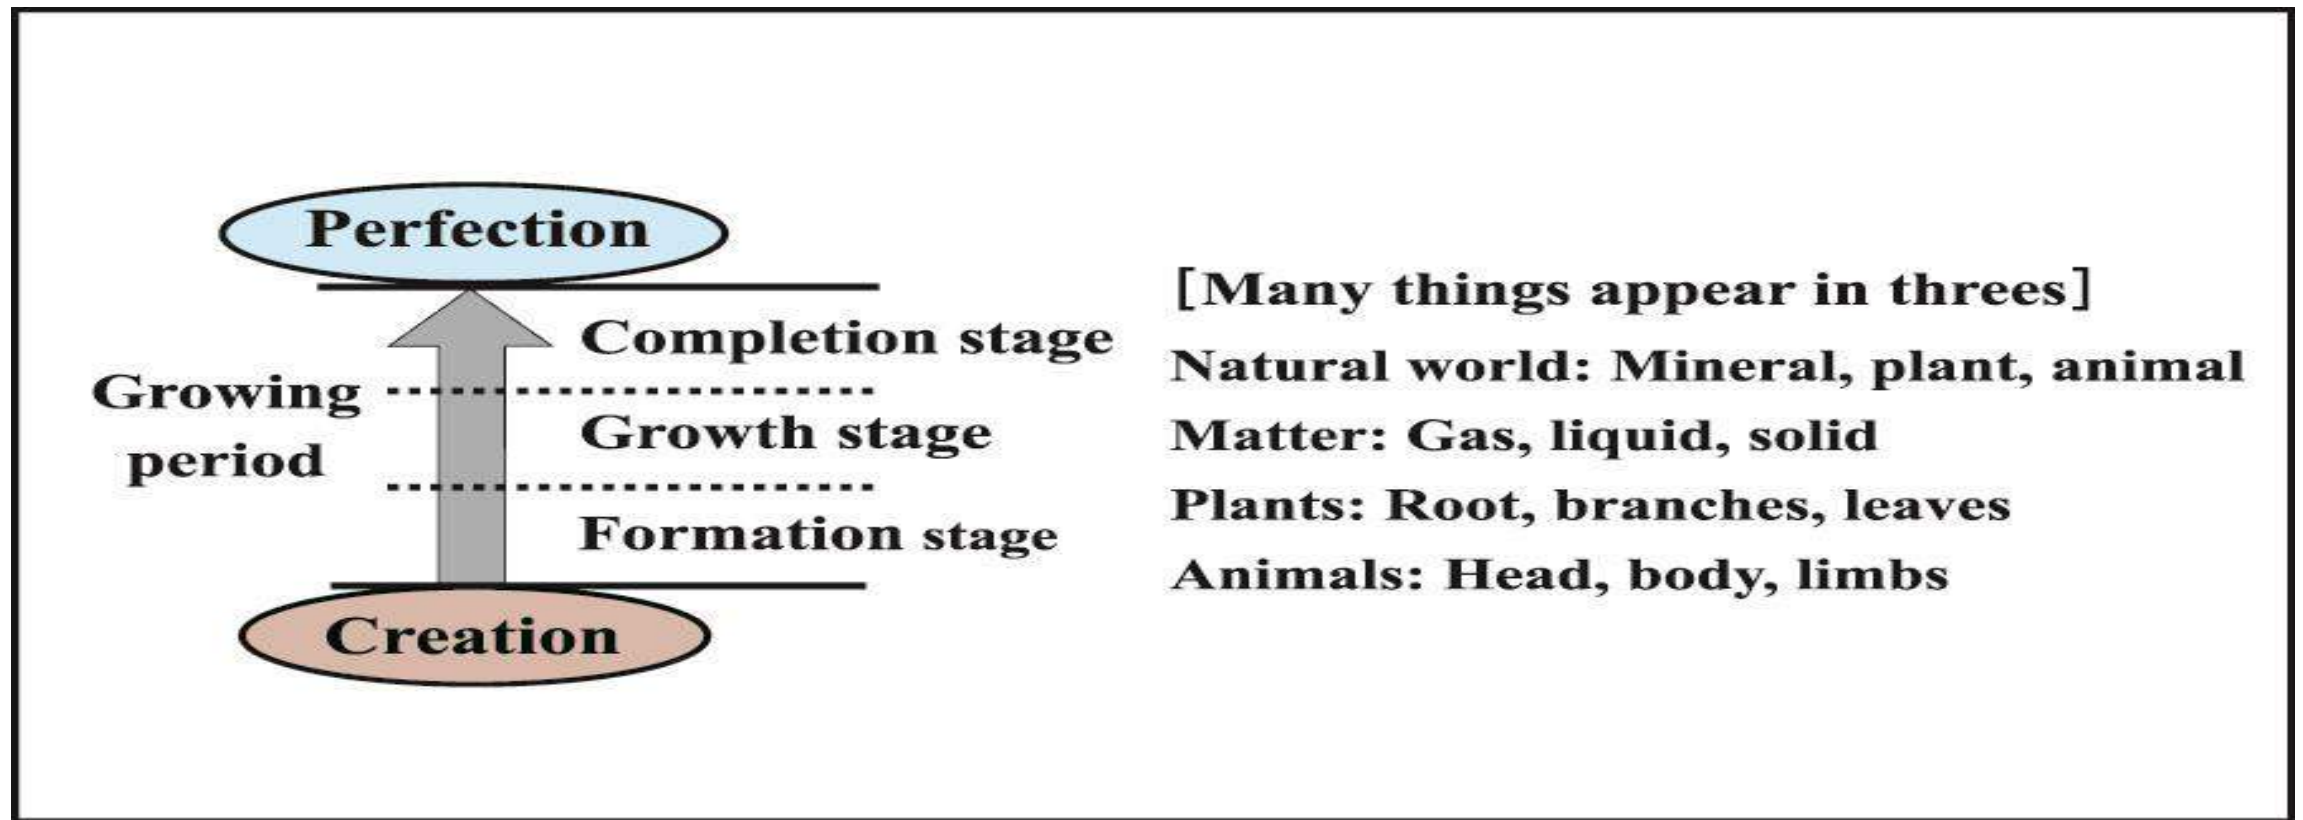 Perfection
Completion stage
Growing
period
Growth stage
Formation stage
Creation
[Many things appear in threes]
Natural world: Mineral, plant, animal
Matter: Gas, liquid, solid
Plants: Root, branches, leaves
Animals: Head, body, limbs